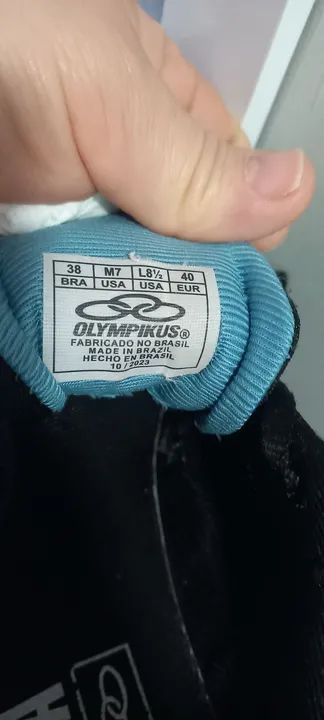 38 M7 L8½ 40
BRA USA USA EUR
OLYMPIKUS®
FABRICADO NO BRASIL
MADE IN BRAZIL
HECHO EN BRASIL
10 / 2023